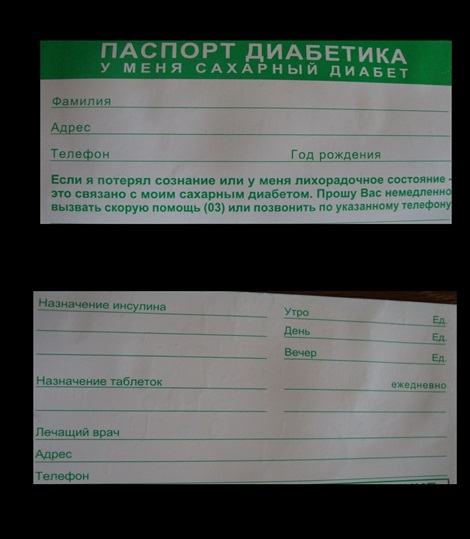 ПАСПОРТ ДИАБЕТИКА
У МЕНЯ САХАРНЫЙ ДИАБЕТ
Фамилия
Адрес
Телефон Год рождения
Если я потерял сознание или у меня лихорадочное состояние -
это связано с моим сахарным диабетом. Прошу Вас немедленно
вызвать скорую помощь (03) или позвонить по указанному телефону
Назначение инсулина Утро Ед.
День Ед.
Вечер Ед.
Назначение таблеток ежедневно
Лечащий врач
Адрес
Телефон